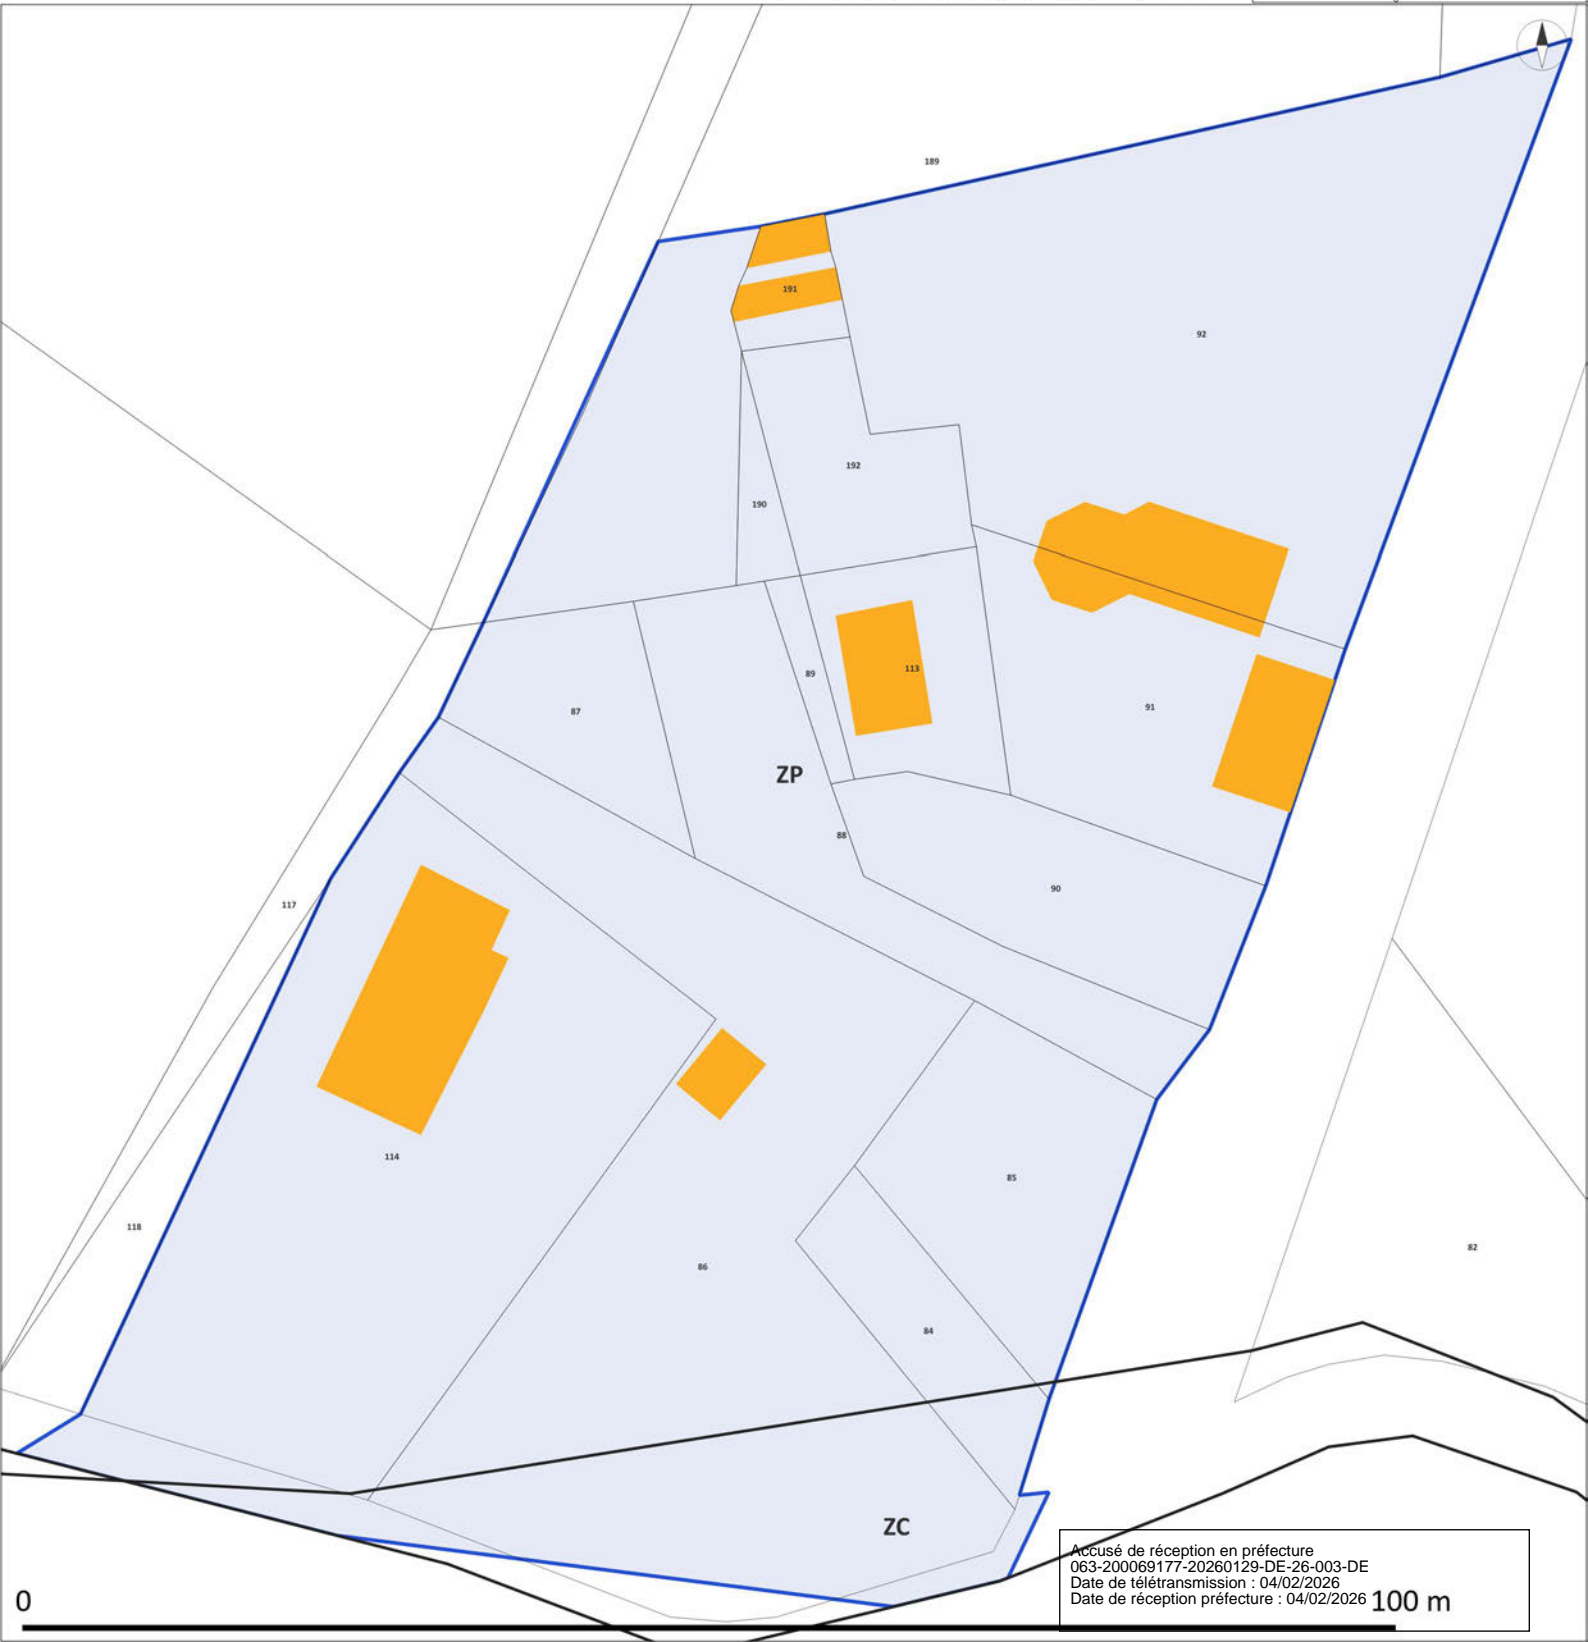 189
191
92
192
190
113
89
87
91
ZP
88
90
117
114
85
118
86
82
84
ZC
Accusé de réception en préfecture
063-200069177-20260129-DE-26-003-DE
Date de télétransmission : 04/02/2026
Date de réception préfecture : 04/02/2026
0
100 m